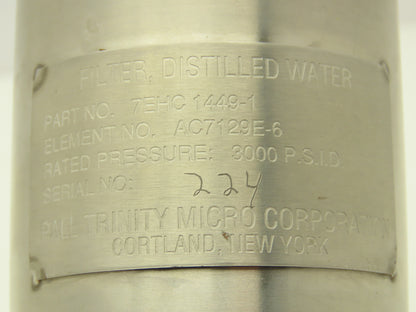 FILTER, DISTILLED WATER
PART NO. 7EHC 1449-1
ELEMENT NO. AC7129E-6
RATED PRESSURE: 3000 P.S.I.D
SERIAL NO: 224
PALL TRINITY MICRO CORPORATION
CORTLAND, NEW YORK